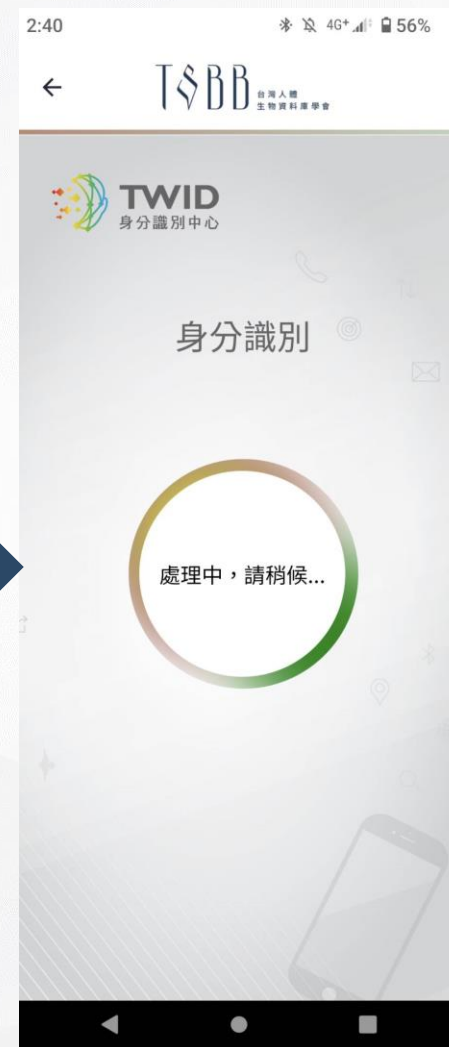 2:40
4G+
56%
TSBB
台灣人體
生物資料庫學會
TWID
身分識別中心
身分識別
處理中，請稍候...